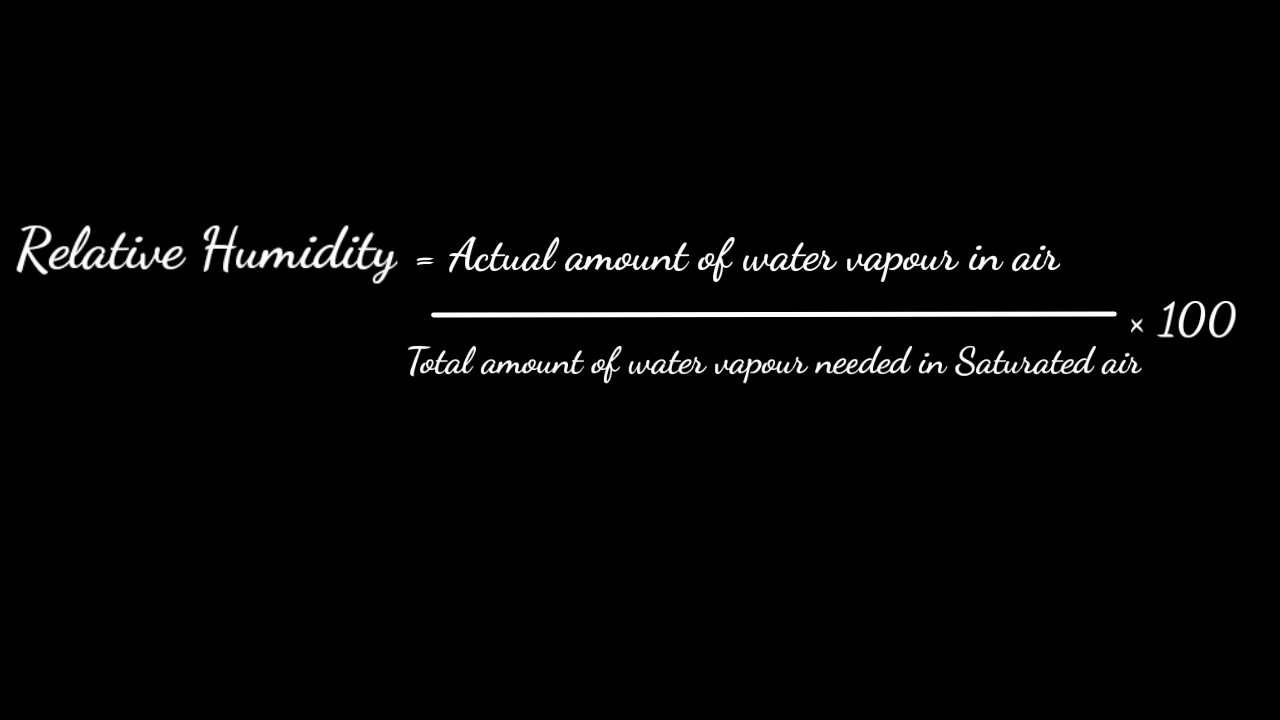 Relative Humidity = Actual amount of water vapour in air
× 100
Total amount of water vapour needed in Saturated air